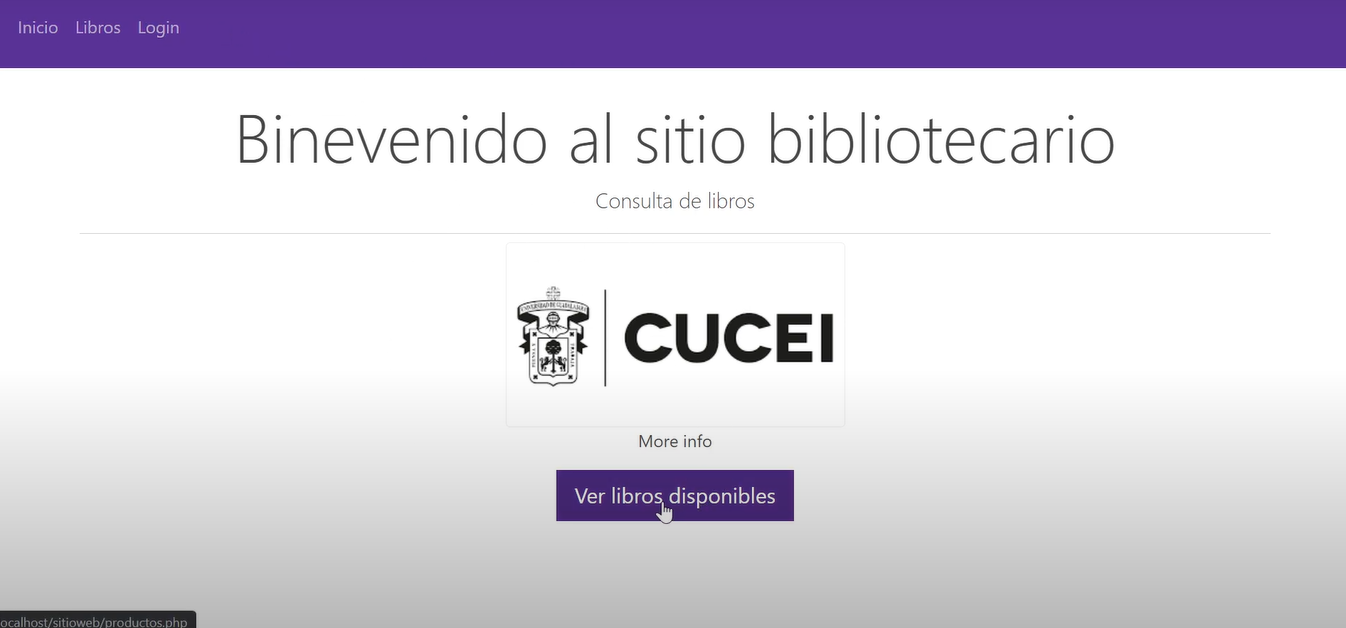 Inicio Libros Login
Binevenido al sitio bibliotecario
Consulta de libros
CUCEI
More info
Ver libros disponibles
ocalhost/sitioweb/productos.php